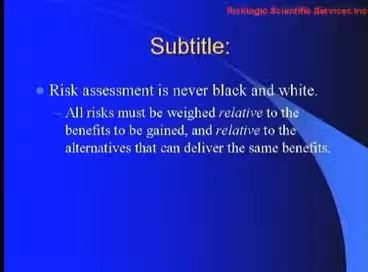 Risklogic Scientific Services Inc
Subtitle:
Risk assessment is never black and white.
– All risks must be weighed relative to the
benefits to be gained, and relative to the
alternatives that can deliver the same benefits.